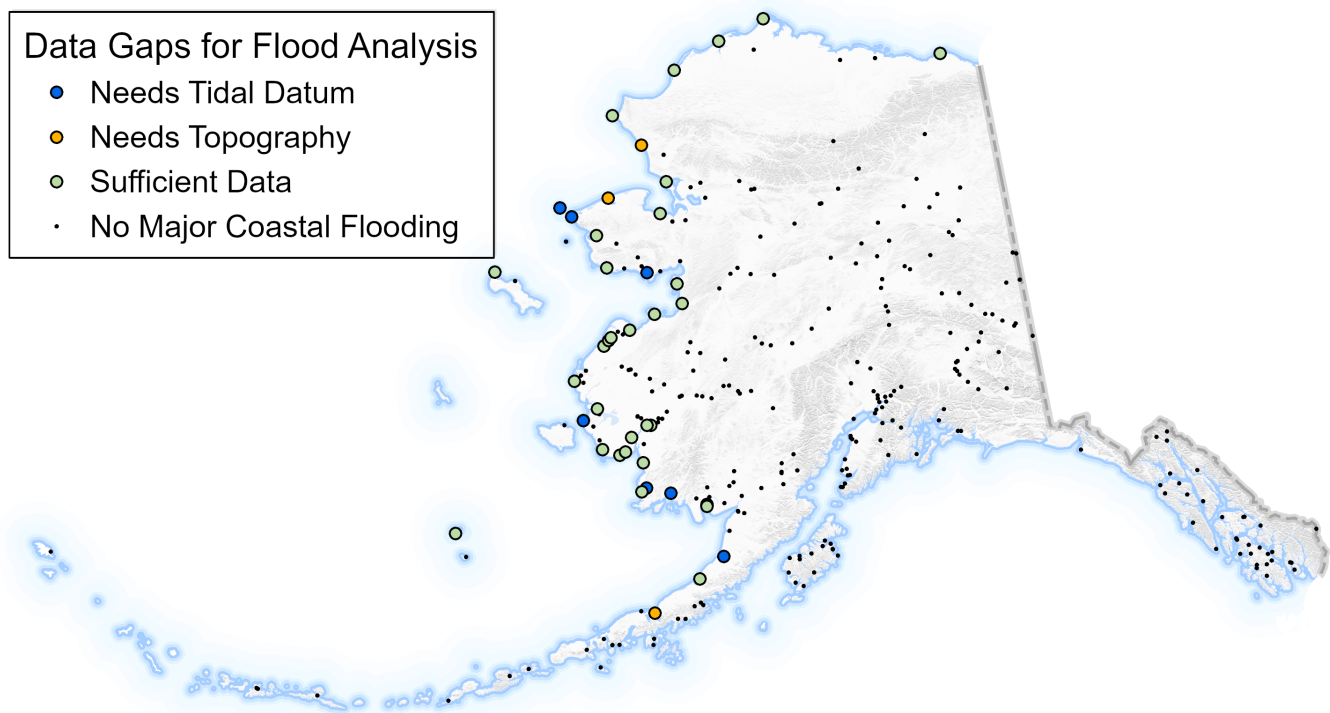 Data Gaps for Flood Analysis
Needs Tidal Datum
Needs Topography
Sufficient Data
No Major Coastal Flooding